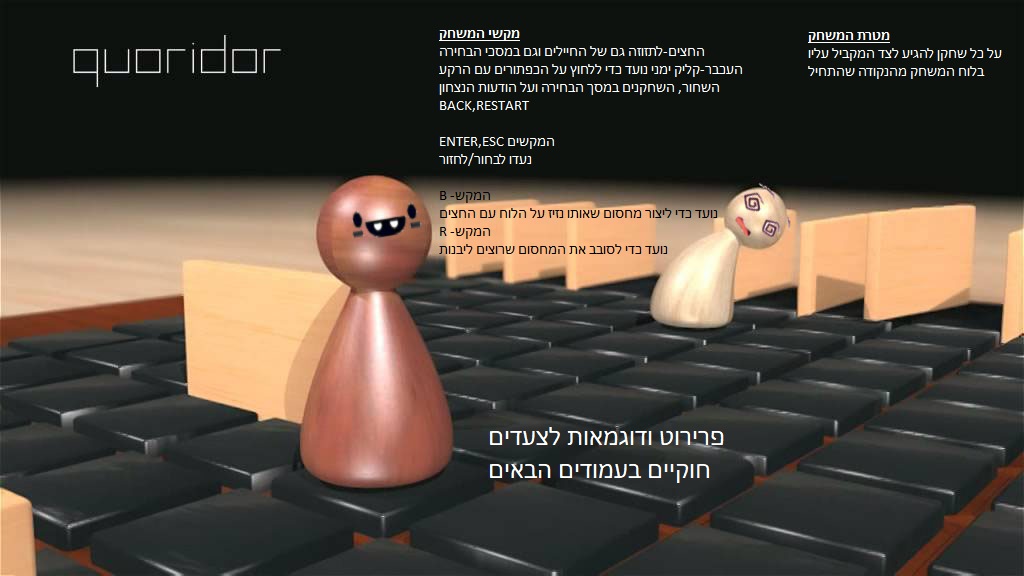 quoridor
מטרת המשחק
על כל שחקן להגיע לצד המקביל עליו
בלוח המשחק מהנקודה שהתחיל
מקשי המשחק
החצים-לתזוזה גם של החיילים וגם במסכי הבחירה
העכבר-קליק ימני נועד כדי ללחוץ על הכפתורים עם הרקע
השחור, השחקנים במסך הבחירה ועל הודעות הנצחון
BACK,RESTART
המקשים ENTER,ESC
נעדו לבחור/לחזור
המקש- B
נועד כדי ליצור מחסום שאותו נזיז על הלוח עם החצים
המקש- R
נועד כדי לסובב את המחסום שרוצים ליבנות
פרירוט ודוגמאות לצעדים
חוקיים בעמודים הבאים